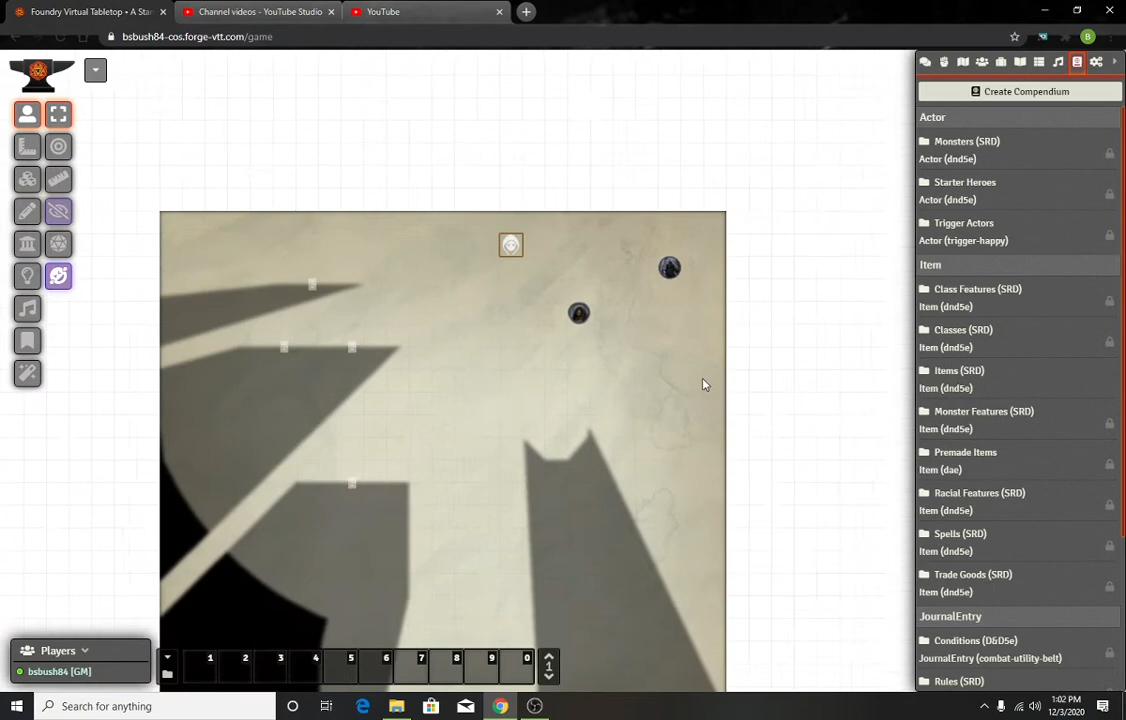 Foundry Virtual Tabletop • A Star
Channel videos - YouTube Studio
YouTube
bsbush84-cos.forge-vtt.com/game
B
Create Compendium
Actor
Monsters (SRD)
Actor (dnd5e)
Starter Heroes
Actor (dnd5e)
Trigger Actors
Actor (trigger-happy)
Item
Class Features (SRD)
Item (dnd5e)
Classes (SRD)
Item (dnd5e)
Items (SRD)
Item (dnd5e)
Monster Features (SRD)
Item (dnd5e)
Premade Items
Item (dae)
Racial Features (SRD)
Item (dnd5e)
Spells (SRD)
Item (dnd5e)
Trade Goods (SRD)
Item (dnd5e)
JournalEntry
Conditions (D&D5e)
JournalEntry (combat-utility-belt)
Rules (SRD)
Players
bsbush84 [GM]
1 2 3 4 5 6 7 8 9 0
1
Search for anything
1:02 PM
12/3/2020